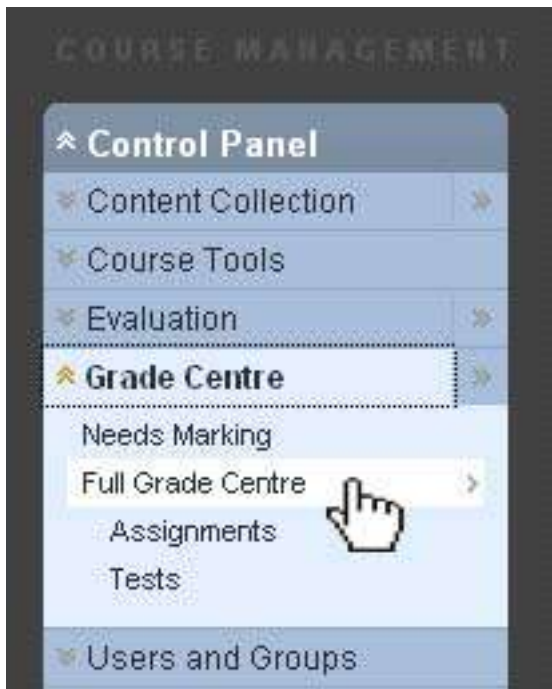 COURSE MANAGEMENT
Control Panel
Content Collection
Course Tools
Evaluation
Grade Centre
Needs Marking
Full Grade Centre
Assignments
Tests
Users and Groups